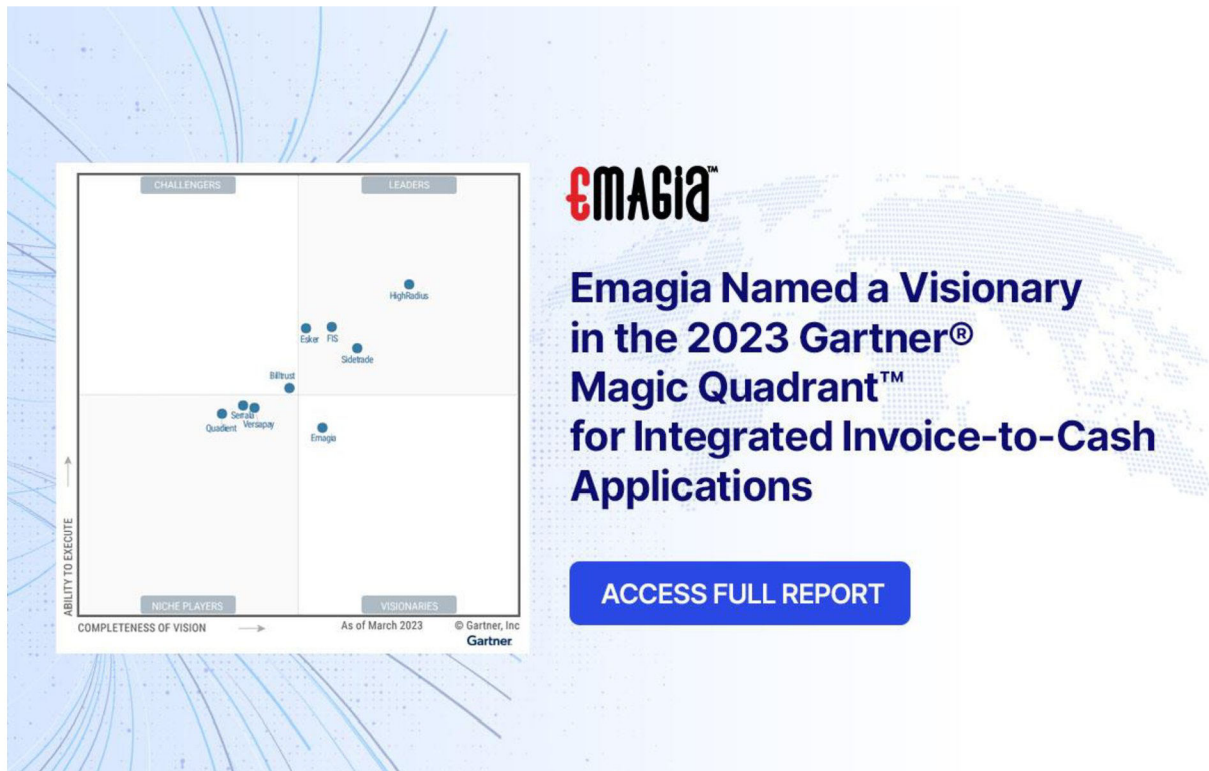 CHALLENGERS
LEADERS
HighRadius
Esker
FIS
Sidetrade
Billtrust
Serrala
Versapay
Quadient
Emagia
ABILITY TO EXECUTE
NICHE PLAYERS
VISIONARIES
COMPLETENESS OF VISION
As of March 2023
© Gartner, Inc
Gartner
EMAGIA™
Emagia Named a Visionary
in the 2023 Gartner®
Magic Quadrant™
for Integrated Invoice-to-Cash
Applications
ACCESS FULL REPORT